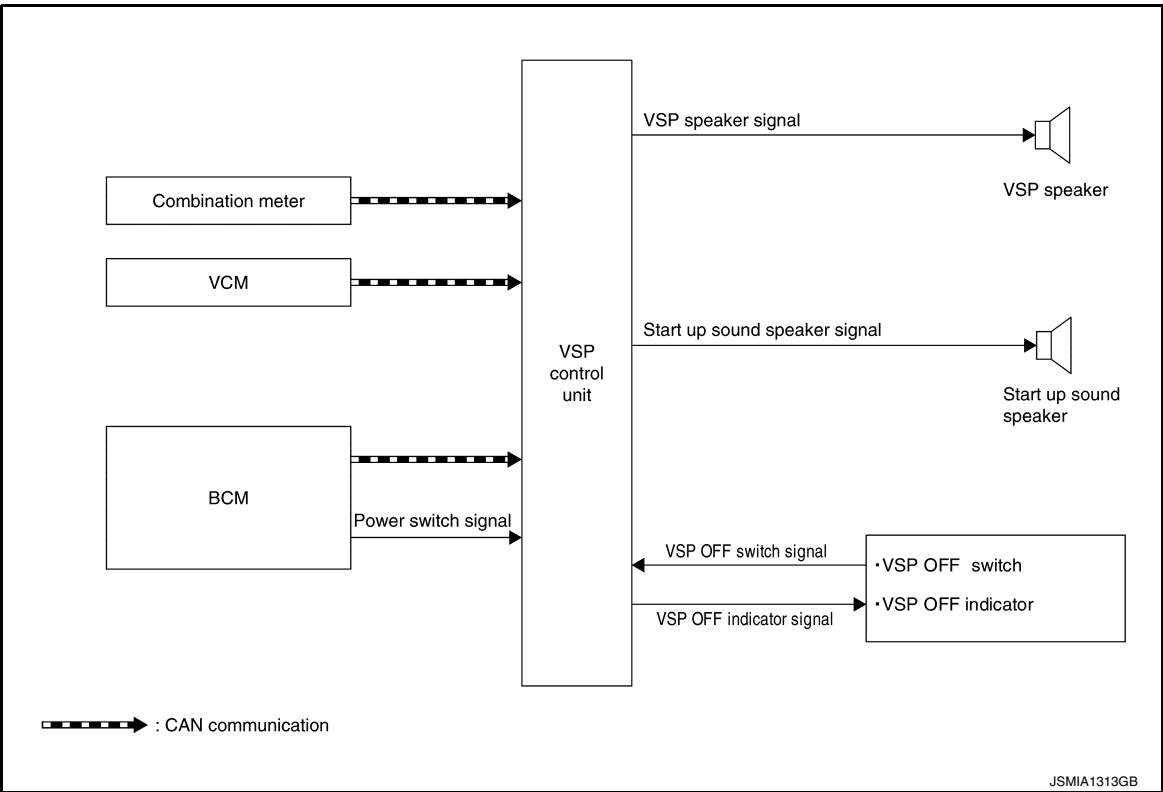 VSP speaker signal
VSP speaker
Combination meter
VCM
Start up sound speaker signal
VSP
control
unit
Start up sound
speaker
BCM
Power switch signal
VSP OFF switch signal
·VSP OFF switch
·VSP OFF indicator
VSP OFF indicator signal
: CAN communication
JSMIA1313GB